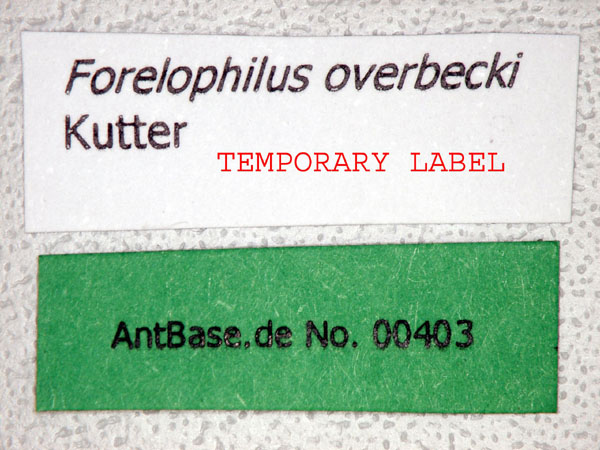 Forelophilus overbecki
Kutter
TEMPORARY LABEL
AntBase.de No. 00403